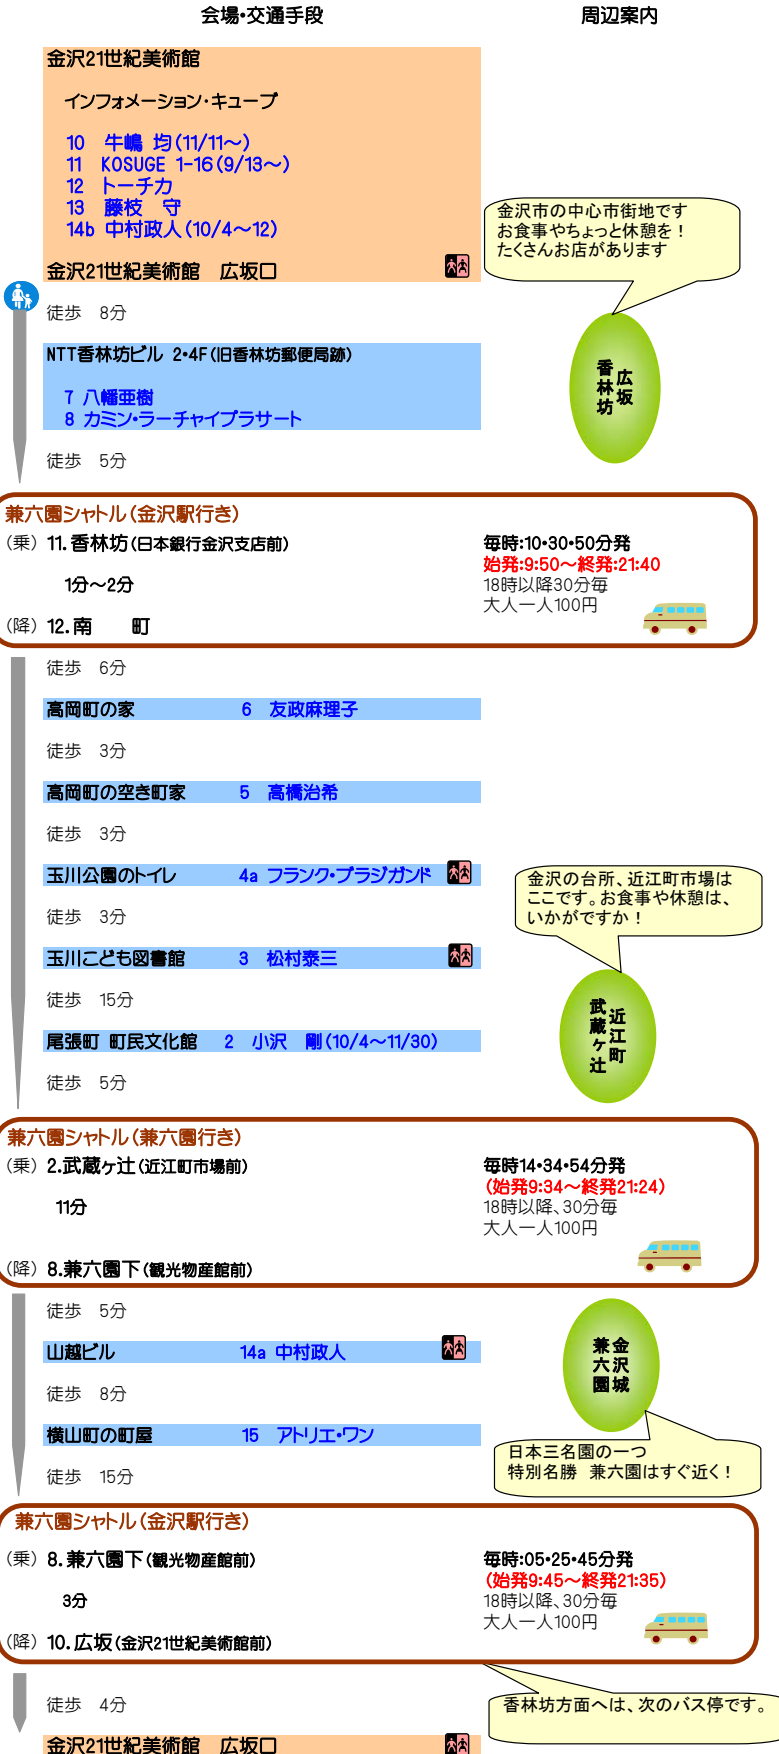 会場・交通手段 周辺案内
金沢21世紀美術館
インフォメーション・キューブ
10 牛嶋 均(11/11～)
11 KOSUGE 1-16(9/13～)
12 トーチカ
13 藤枝 守
14b 中村政人(10/4～12)
金沢21世紀美術館 広坂口
金沢市の中心市街地です
お食事やちょっと休憩を！
たくさんお店があります
徒歩 8分
NTT香林坊ビル 2・4F(旧香林坊郵便局跡)
7 八幡亜樹
8 カミン・ラーチャイプラサート
広坂
香林坊
徒歩 5分
兼六園シャトル(金沢駅行き)
(乗) 11.香林坊(日本銀行金沢支店前) 毎時:10・30・50分発
始発:9:50～終発:21:40
1分～2分 18時以降30分毎
大人一人100円
(降) 12.南 町
徒歩 6分
高岡町の家 6 友政麻理子
徒歩 3分
高岡町の空き町家 5 高橋治希
徒歩 3分
玉川公園のトイレ 4a フランク・ブラジガンド
徒歩 3分
玉川こども図書館 3 松村泰三
金沢の台所、近江町市場は
ここです。お食事や休憩は、
いかがですか！
徒歩 15分
尾張町 町民文化館 2 小沢 剛(10/4～11/30)
近江町
武蔵ヶ辻
徒歩 5分
兼六園シャトル(兼六園行き)
(乗) 2.武蔵ヶ辻(近江町市場前) 毎時14・34・54分発
(始発9:34～終発21:24)
11分 18時以降、30分毎
大人一人100円
(降) 8.兼六園下(観光物産館前)
徒歩 5分
山越ビル 14a 中村政人
金沢城
兼六園
徒歩 8分
横山町の町屋 15 アトリエ・ワン
日本三名園の一つ
特別名勝 兼六園はすぐ近く！
徒歩 15分
兼六園シャトル(金沢駅行き)
(乗) 8.兼六園下(観光物産館前) 毎時:05・25・45分発
(始発9:45～終発21:35)
3分 18時以降、30分毎
大人一人100円
(降) 10.広坂(金沢21世紀美術館前)
徒歩 4分
香林坊方面へは、次のバス停です。
金沢21世紀美術館 広坂口